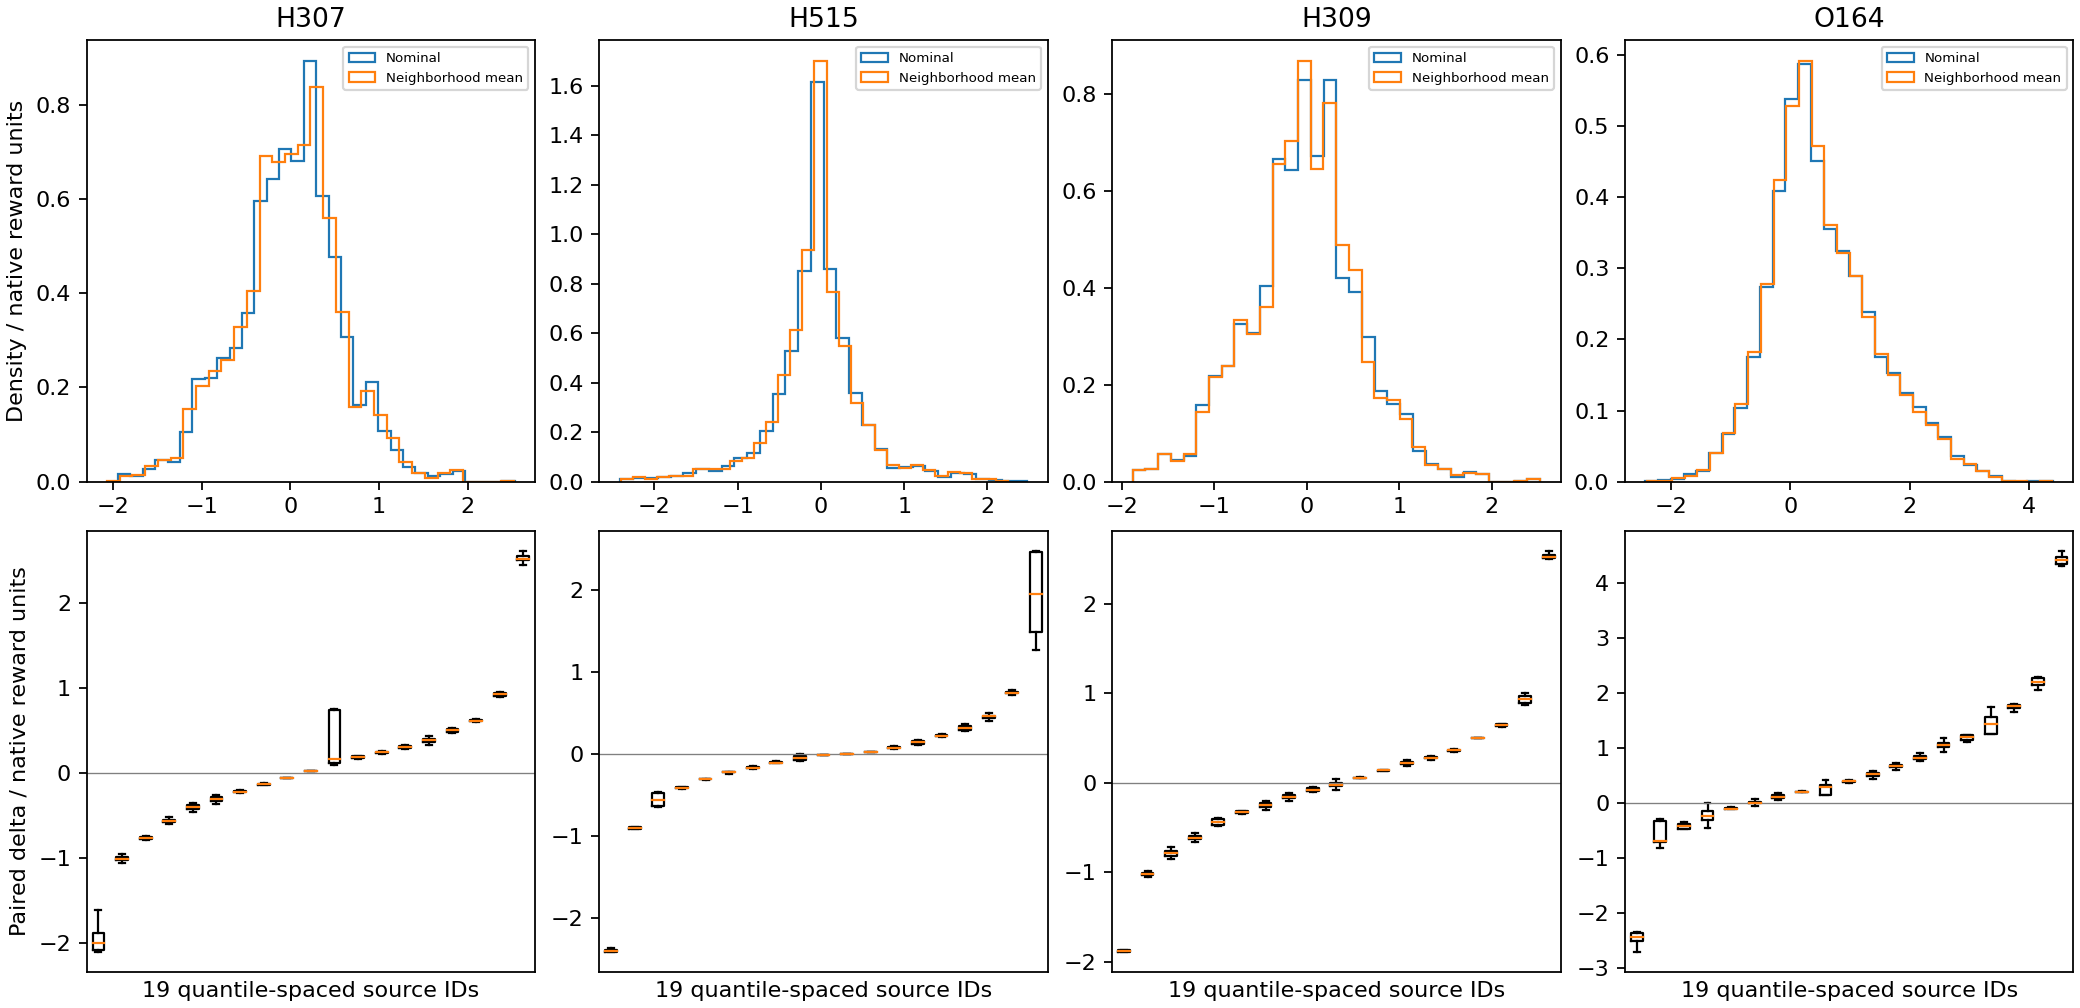 H307
H515
H309
O164
Nominal
Neighborhood mean
Nominal
Neighborhood mean
Nominal
Neighborhood mean
Nominal
Neighborhood mean
Density / native reward units
0.8
0.6
0.4
0.2
0.0
−2 −1 0 1 2
1.6
1.4
1.2
1.0
0.8
0.6
0.4
0.2
0.0
−2 −1 0 1 2
0.8
0.6
0.4
0.2
0.0
−2 −1 0 1 2
0.6
0.5
0.4
0.3
0.2
0.1
0.0
−2 0 2 4
Paired delta / native reward units
2
1
0
−1
−2
19 quantile-spaced source IDs
2
1
0
−1
−2
19 quantile-spaced source IDs
2
1
0
−1
−2
19 quantile-spaced source IDs
4
3
2
1
0
−1
−2
−3
19 quantile-spaced source IDs